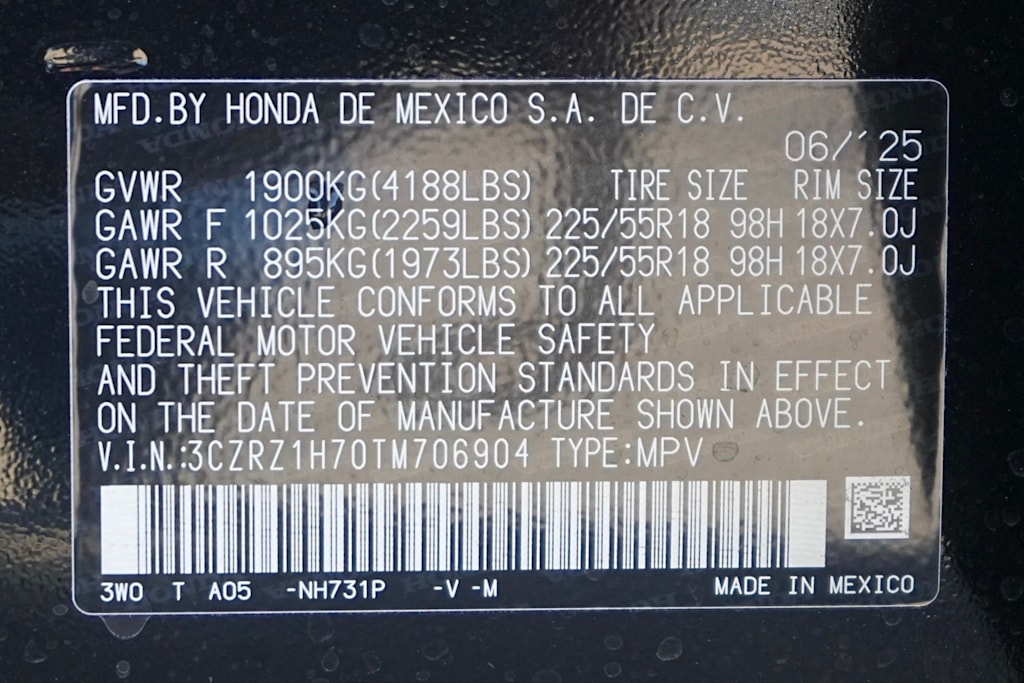 MFD.BY HONDA DE MEXICO S.A. DE C.V.
06/´25
GVWR 1900KG(4188LBS) TIRE SIZE RIM SIZE
GAWR F 1025KG(2259LBS) 225/55R18 98H 18X7.0J
GAWR R 895KG(1973LBS) 225/55R18 98H 18X7.0J
THIS VEHICLE CONFORMS TO ALL APPLICABLE
FEDERAL MOTOR VEHICLE SAFETY
AND THEFT PREVENTION STANDARDS IN EFFECT
ON THE DATE OF MANUFACTURE SHOWN ABOVE.
V.I.N.:3CZRZ1H70TM706904 TYPE:MPV
3W0 T A05 -NH731P -V -M MADE IN MEXICO